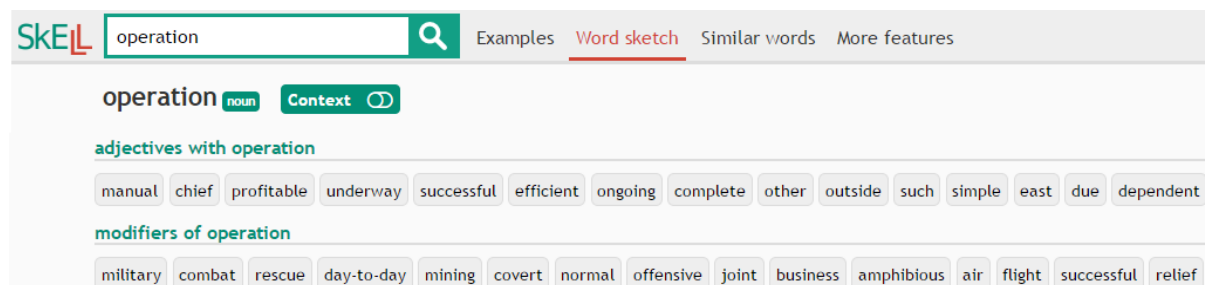 SkELL operation Examples Word sketch Similar words More features
operation noun Context
adjectives with operation
manual chief profitable underway successful efficient ongoing complete other outside such simple east due dependent
modifiers of operation
military combat rescue day-to-day mining covert normal offensive joint business amphibious air flight successful relief